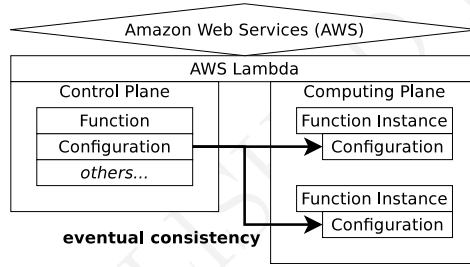 Amazon Web Services (AWS)
AWS Lambda
Control Plane
Function
Configuration
others...
Computing Plane
Function Instance
Configuration
Function Instance
Configuration
eventual consistency